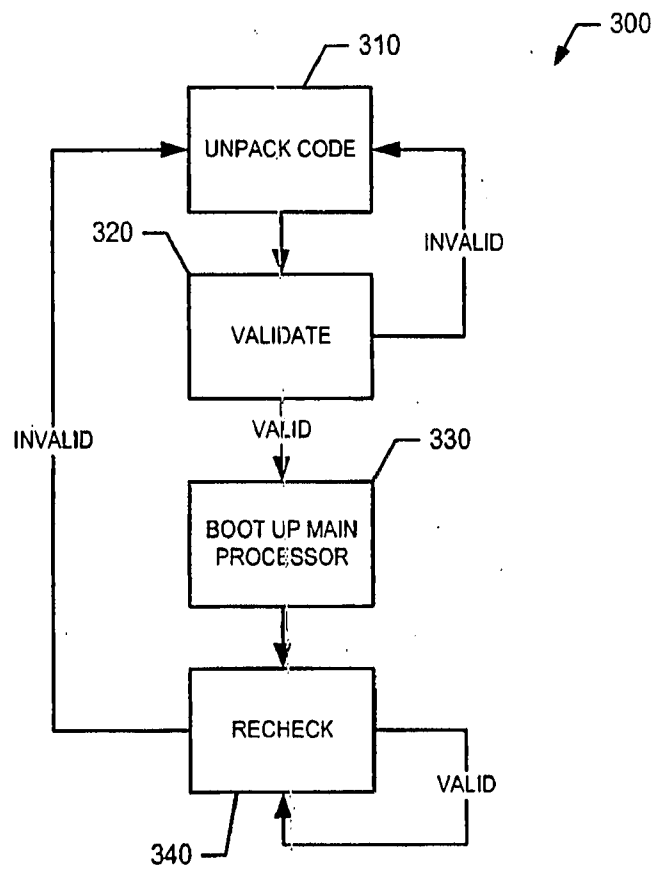 300
310
UNPACK CODE
320
INVALID
VALIDATE
INVALID
VALID
330
BOOT UP MAIN
PROCESSOR
RECHECK
VALID
340